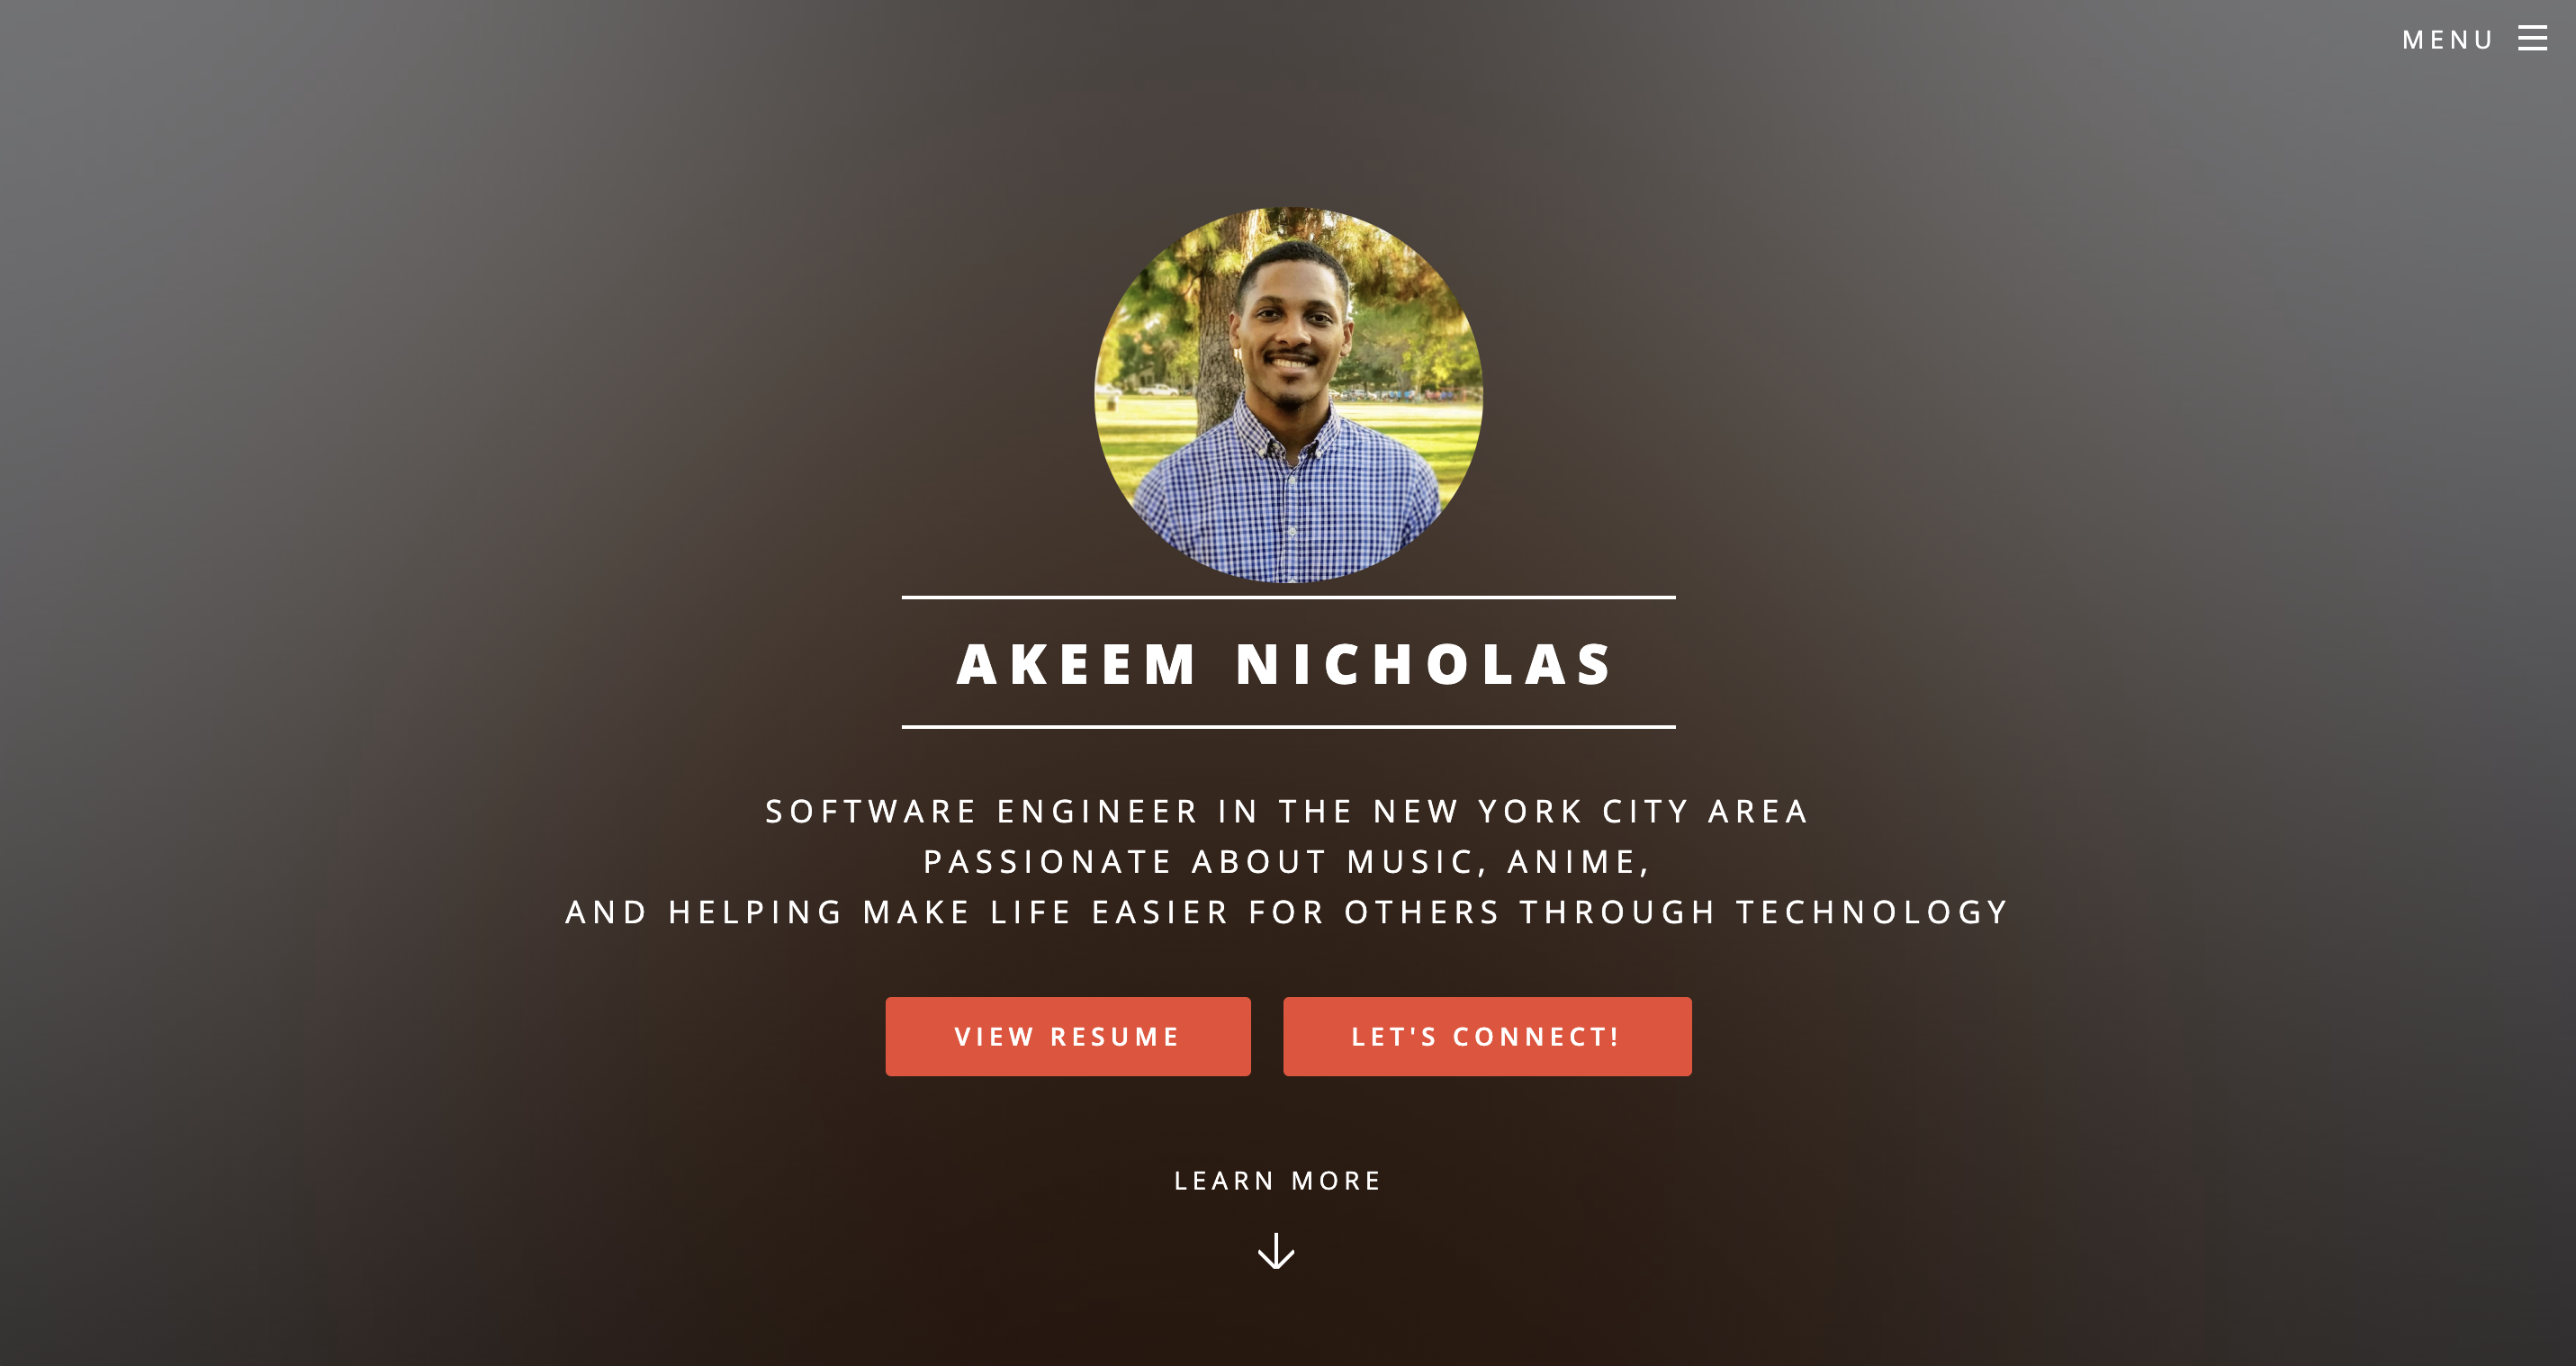 MENU
AKEEM NICHOLAS
SOFTWARE ENGINEER IN THE NEW YORK CITY AREA
PASSIONATE ABOUT MUSIC, ANIME,
AND HELPING MAKE LIFE EASIER FOR OTHERS THROUGH TECHNOLOGY
VIEW RESUME
LET'S CONNECT!
LEARN MORE